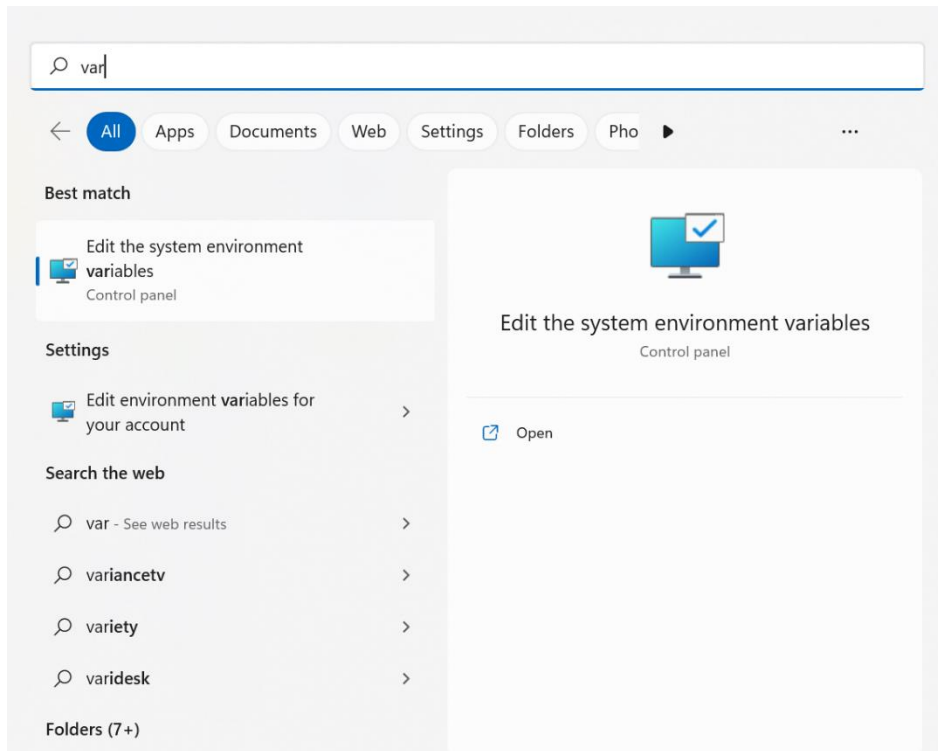 var
All
Apps
Documents
Web
Settings
Folders
Pho
...
Best match
Edit the system environment
variables
Control panel
Settings
Edit environment variables for
your account
Search the web
var - See web results
variancetv
variety
varidesk
Folders (7+)
Edit the system environment variables
Control panel
Open